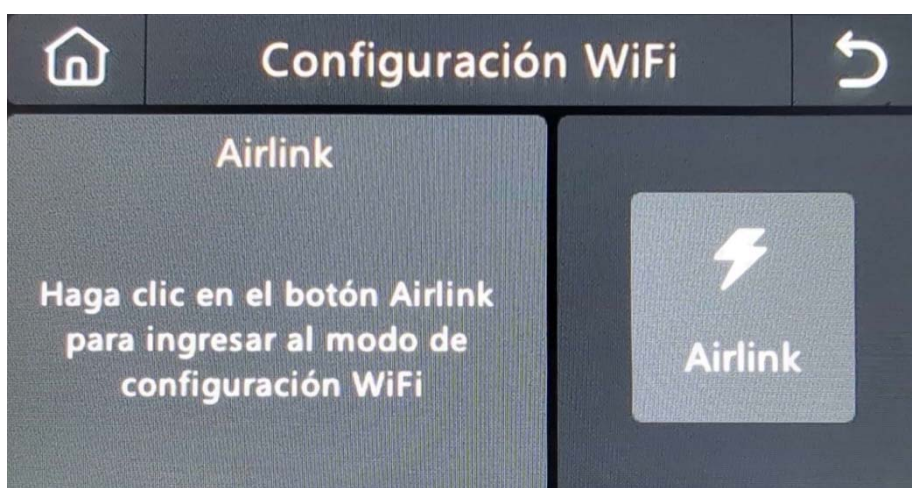 Configuración WiFi
Airlink
Haga clic en el botón Airlink
para ingresar al modo de
configuración WiFi
Airlink